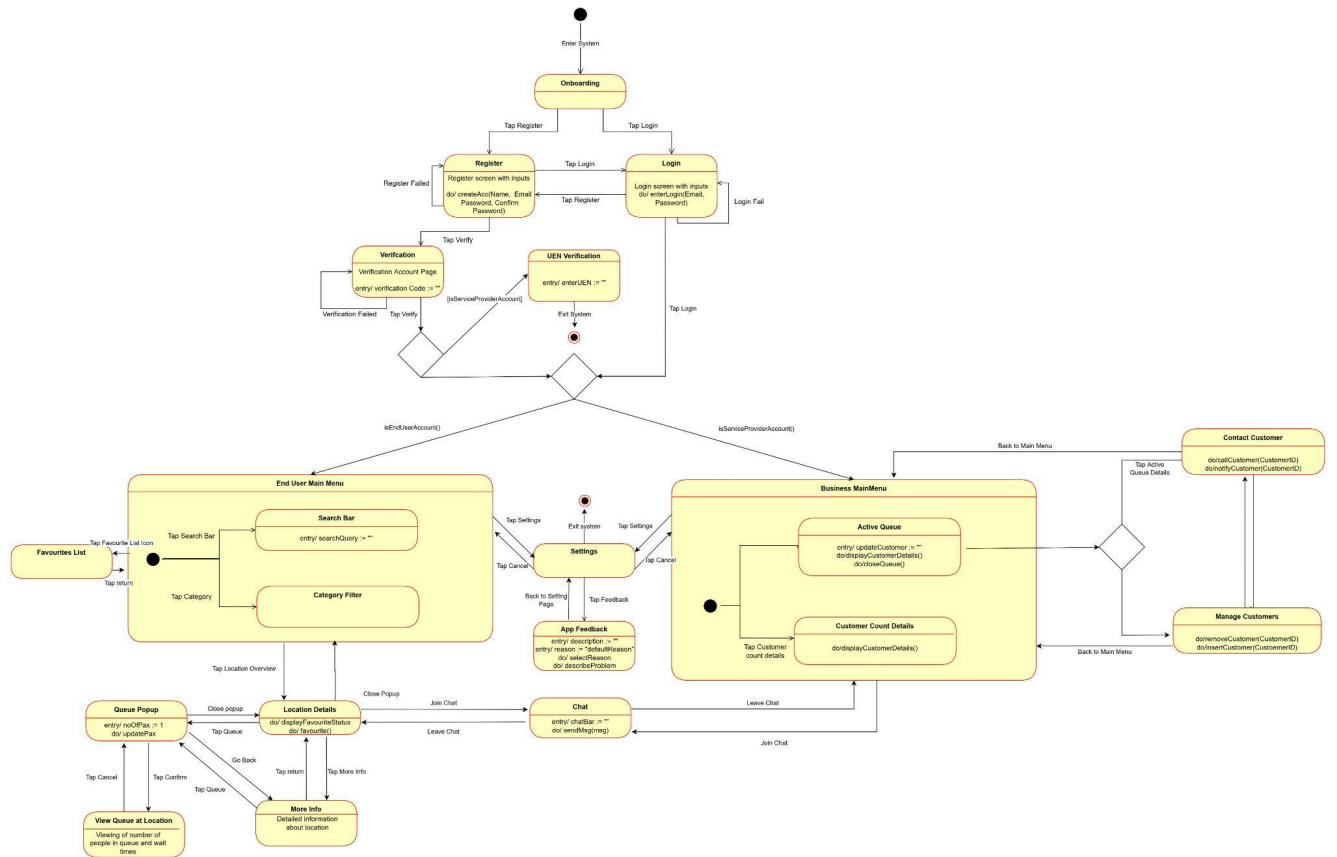 Enter System
Onboarding
Tap Register
Tap Login
Register
Register screen with inputs
do/ createAcc(Name, Email
Password, Confirm
Password)
Register Failed
Tap Login
Tap Register
Login
Login screen with inputs
do/ enterLogin(Email,
Password)
Login Fail
Tap Verify
Verifcation
Verification Account Page
entry/ verification Code := ""
Verification Failed
Tap Verify
[isServiceProviderAccount]
UEN Verification
entry/ enterUEN := ""
Exit System
Tap Login
isEndUserAccount()
isServiceProviderAccount()
End User Main Menu
Search Bar
entry/ searchQuery := ""
Tap Search Bar
Tap Category
Category Filter
Favourites List
Tap Favourite List Icon
Tap return
Tap Settings
Tap Cancel
Exit system
Settings
Tap Settings
Tap Cancel
Back to Setting
Page
Tap Feedback
App Feedback
entry/ description := ""
entry/ reason := "defaultReason"
do/ selectReason
do/ describeProblem
Business MainMenu
Active Queue
entry/ updateCustomer := ""
do/displayCustomerDetails()
do/closeQueue()
Tap Customer
count details
Customer Count Details
do/displayCustomerDetails()
Back to Main Menu
Tap Active
Queue Details
Contact Customer
do/callCustomer(CustomerID)
do/notifyCustomer(CustomerID)
Manage Customers
do/removeCustomer(CustomerID)
do/insertCustomer(CustoemerID)
Back to Main Menu
Tap Location Overview
Close Popup
Queue Popup
entry/ noOfPax := 1
do/ updatePax
Close popup
Tap Queue
Location Details
do/ displayFavouriteStatus
do/ favourite()
Join Chat
Leave Chat
Chat
entry/ chatBar := ""
do/ sendMsg(msg)
Leave Chat
Join Chat
Go Back
Tap Queue
Tap return
Tap More Info
Tap Cancel
Tap Confirm
More Info
Detailed information
about location
View Queue at Location
Viewing of number of
people in queue and wait
times